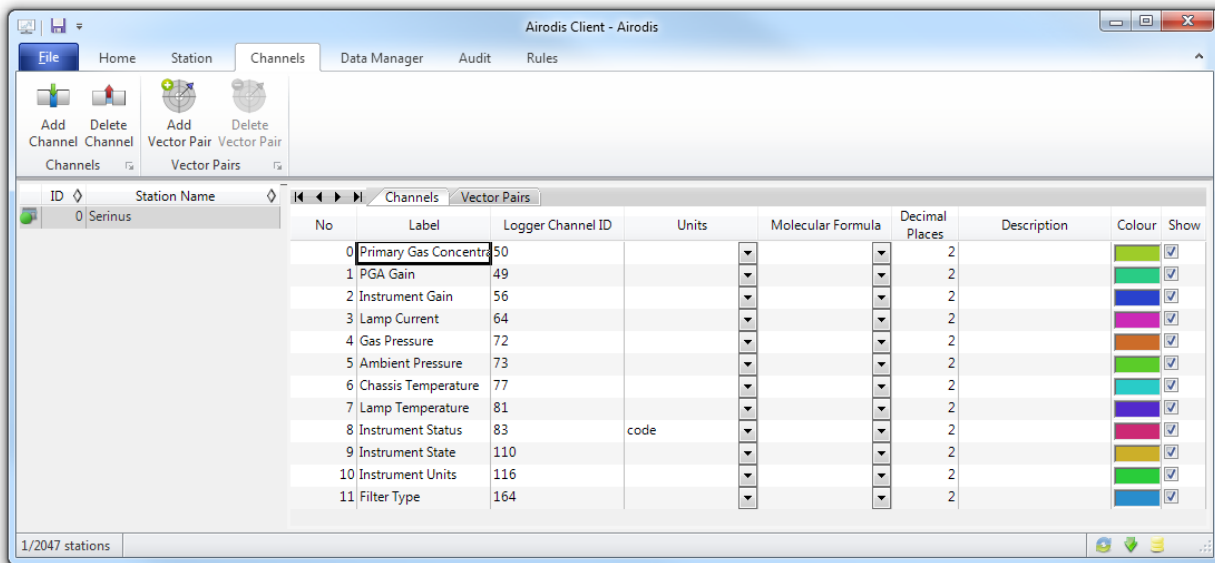 Airodis Client - Airodis
File Home Station Channels Data Manager Audit Rules
Add Channel
Delete Channel
Add Vector Pair
Delete Vector Pair
Channels Vector Pairs
ID Station Name
0 Serinus
Channels Vector Pairs
No Label Logger Channel ID Units Molecular Formula Decimal Places Description Colour Show
0 Primary Gas Concentra 50 2
1 PGA Gain 49 2
2 Instrument Gain 56 2
3 Lamp Current 64 2
4 Gas Pressure 72 2
5 Ambient Pressure 73 2
6 Chassis Temperature 77 2
7 Lamp Temperature 81 2
8 Instrument Status 83 code 2
9 Instrument State 110 2
10 Instrument Units 116 2
11 Filter Type 164 2
1/2047 stations